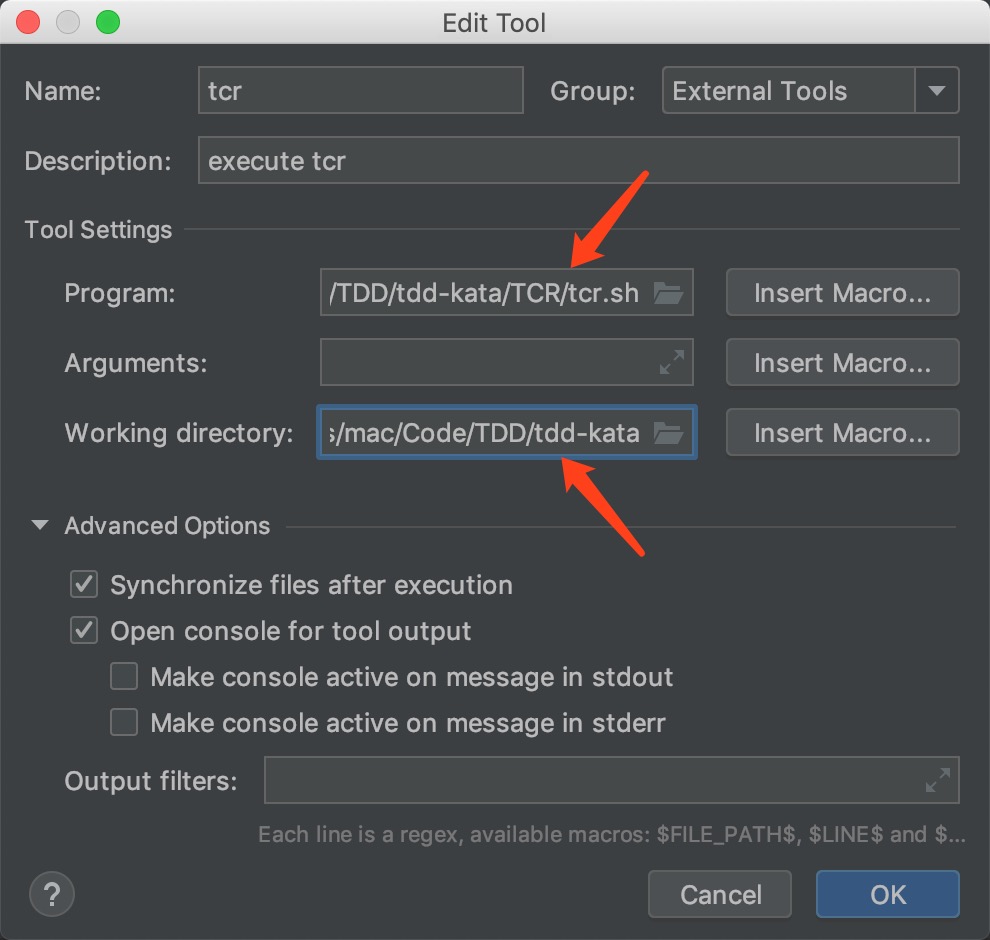 Edit Tool
Name: tcr Group: External Tools
Description: execute tcr
Tool Settings
Program: /TDD/tdd-kata/TCR/tcr.sh Insert Macro...
Arguments: Insert Macro...
Working directory: s/mac/Code/TDD/tdd-kata Insert Macro...
Advanced Options
Synchronize files after execution
Open console for tool output
Make console active on message in stdout
Make console active on message in stderr
Output filters:
Each line is a regex, available macros: $FILE_PATH$, $LINE$ and $...
? Cancel OK